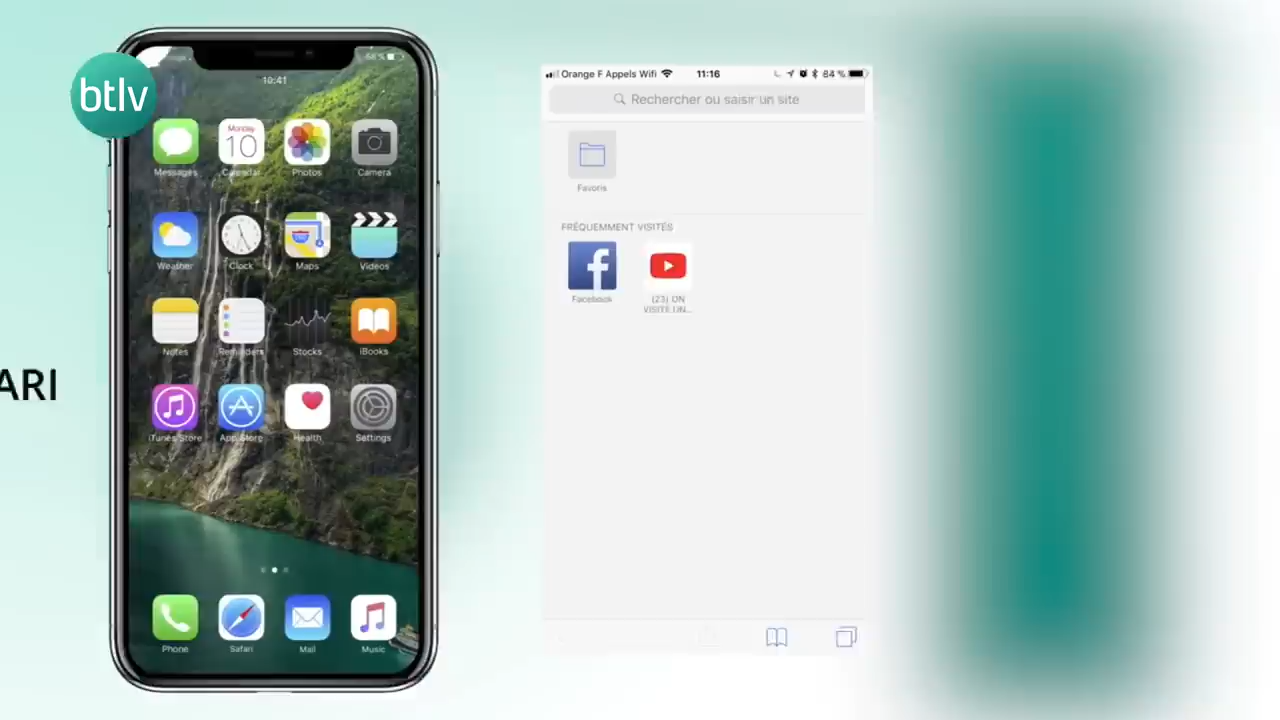 btlv
ARI
10:41
Messages
Monday
10
Calendar
Photos
Camera
Weather
Clock
Maps
Videos
Notes
Reminders
Stocks
iBooks
iTunes Store
App Store
Health
Settings
Phone
Safari
Mail
Music
Orange F Appels Wifi
11:16
84 %
Rechercher ou saisir un site
Favoris
FRÉQUEMMENT VISITÉS
Facebook
(23) ON
VISITE UN...